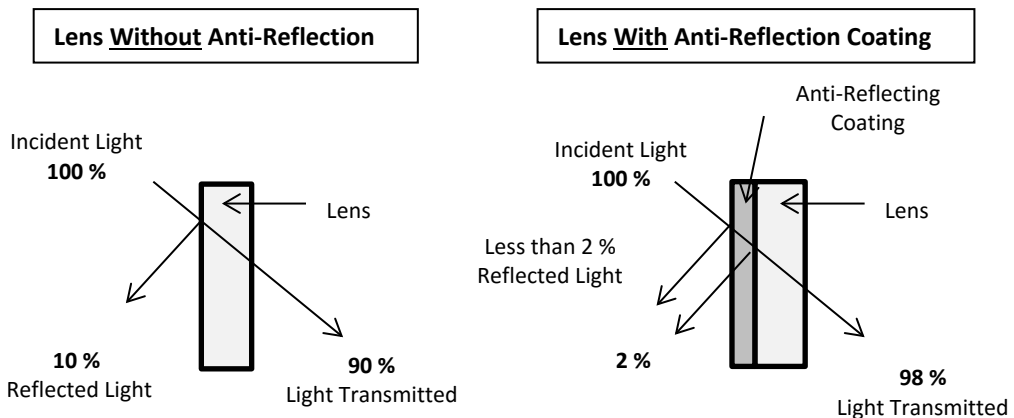 Lens Without Anti-Reflection
Incident Light
100 %
Lens
10 %
Reflected Light
90 %
Light Transmitted
Lens With Anti-Reflection Coating
Anti-Reflecting
Coating
Incident Light
100 %
Lens
Less than 2 %
Reflected Light
2 %
98 %
Light Transmitted